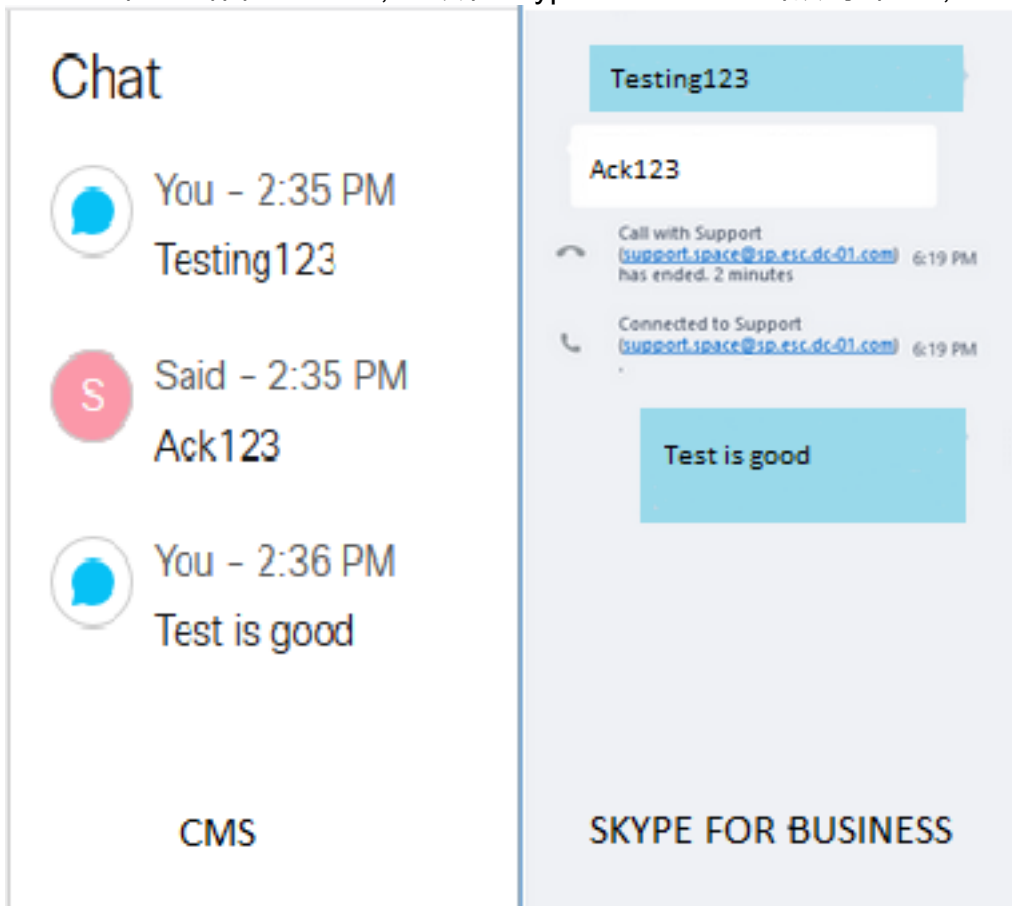 Chat
You – 2:35 PM
Testing123
S
Said – 2:35 PM
Ack123
You – 2:36 PM
Test is good
CMS
Testing123
Ack123
Call with Support
(support.space@sp.esc.dc-01.com) 6:19 PM
has ended. 2 minutes
Connected to Support
(support.space@sp.esc.dc-01.com) 6:19 PM
.
Test is good
SKYPE FOR BUSINESS